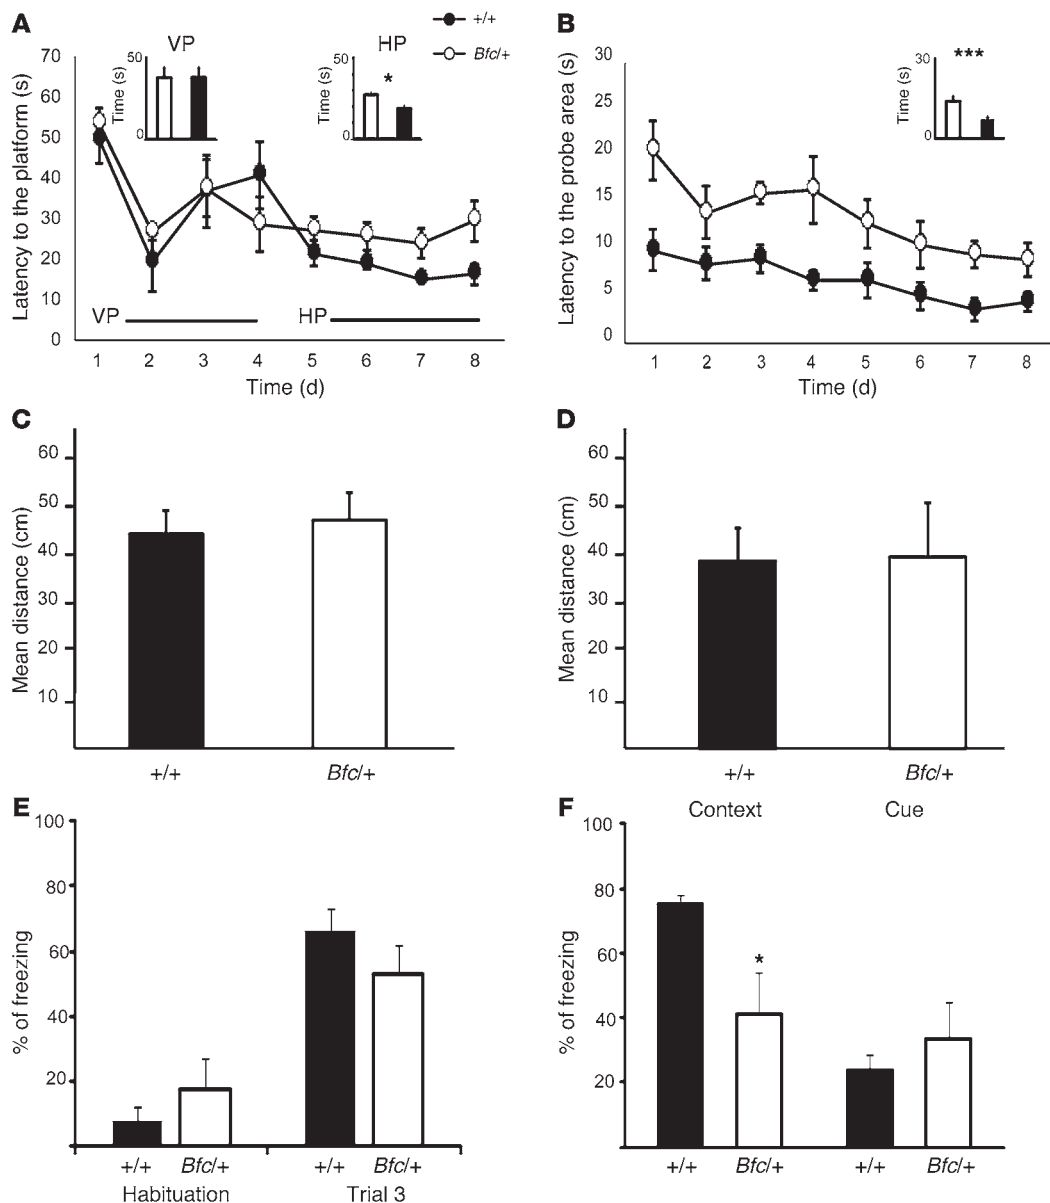 A
+/+
Bfc/+
VP
Time (s)
50
0
HP
*
Time (s)
50
0
Latency to the platform (s)
70
60
50
40
30
20
10
0
VP
HP
1 2 3 4 5 6 7 8
Time (d)
B
***
Time (s)
30
0
Latency to the probe area (s)
30
25
20
15
10
5
0
1 2 3 4 5 6 7 8
Time (d)
C
Mean distance (cm)
60
50
40
30
20
10
+/+ Bfc/+
D
Mean distance (cm)
60
50
40
30
20
10
+/+ Bfc/+
E
% of freezing
100
80
60
40
20
+/+ Bfc/+ +/+ Bfc/+
Habituation Trial 3
F
Context Cue
% of freezing
100
80
60
40
20
*
+/+ Bfc/+ +/+ Bfc/+